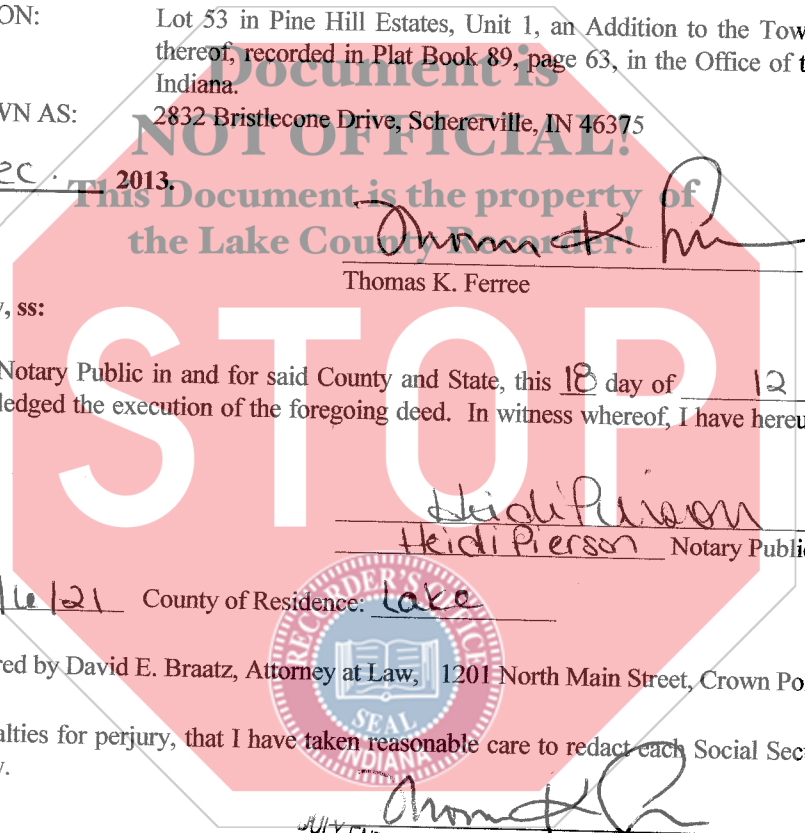 ON: Lot 53 in Pine Hill Estates, Unit 1, an Addition to the Tow
thereof, recorded in Plat Book 89, page 63, in the Office of t
Indiana.
WN AS: 2832 Bristlecone Drive, Schererville, IN 46375
Document is
NOT OFFICIAL!
This Document is the property of
the Lake County Recorder!
ec. 2013.
Thomas K. Ferree
, ss:
STOP
Notary Public in and for said County and State, this 18 day of 12
ledged the execution of the foregoing deed. In witness whereof, I have hereu
Heidi Pierson
Heidi Pierson Notary Public
/21 County of Residence: Lake
RECORDER'S OFFICE
SEAL
INDIANA
red by David E. Braatz, Attorney at Law, 1201 North Main Street, Crown Po
alties for perjury, that I have taken reasonable care to redact each Social Sec
y.